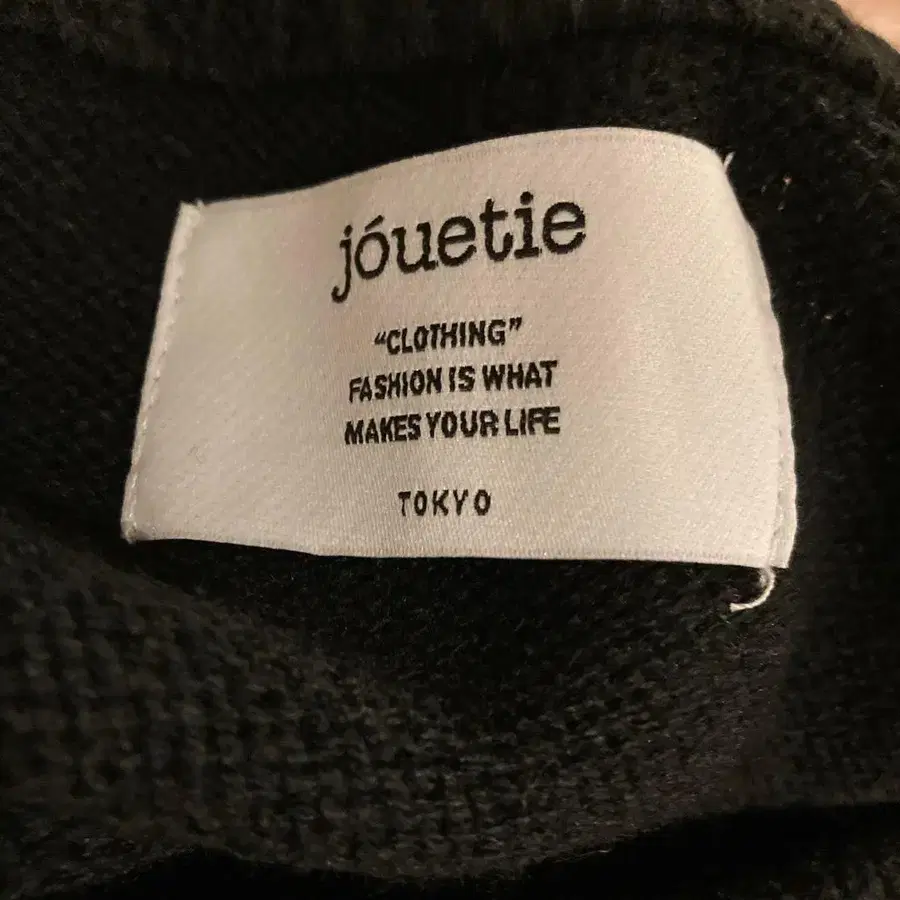 jóuetie
“CLOTHING”
FASHION IS WHAT
MAKES YOUR LIFE
TOKYO